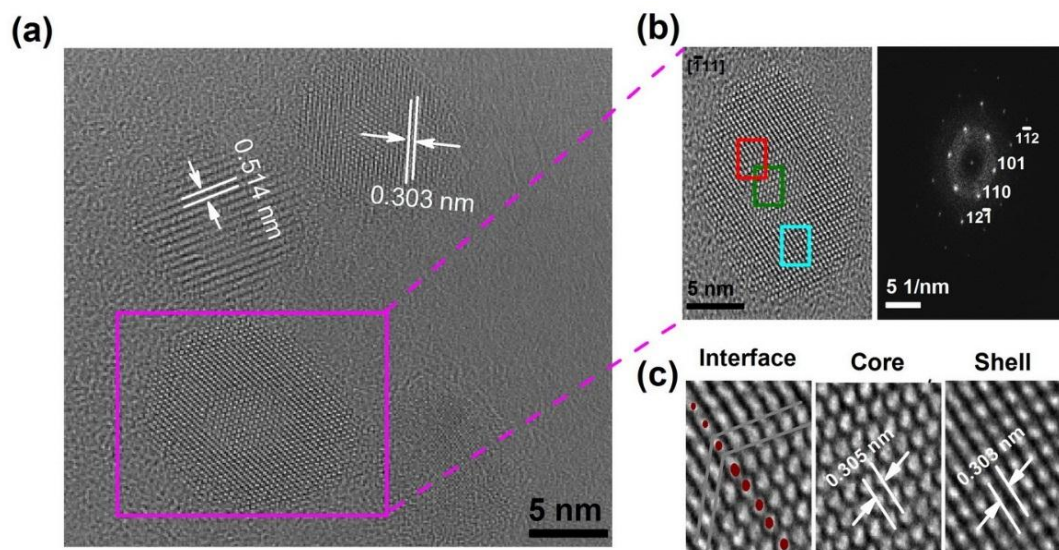 (a)
0.514 nm
0.303 nm
5 nm
(b)
[1̅11]
5 nm
11̅2
101
110
121̅
5 1/nm
(c)
Interface
Core
Shell
0.305 nm
0.303 nm